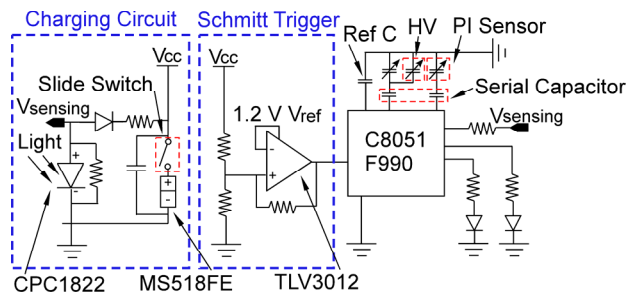 Charging Circuit
Schmitt Trigger
HV
PI Sensor
Ref C
Vcc
Vcc
Slide Switch
Serial Capacitor
Vsensing
1.2 V Vref
Vsensing
C8051
F990
Light
+
-
+
-
-
+
CPC1822
MS518FE
TLV3012